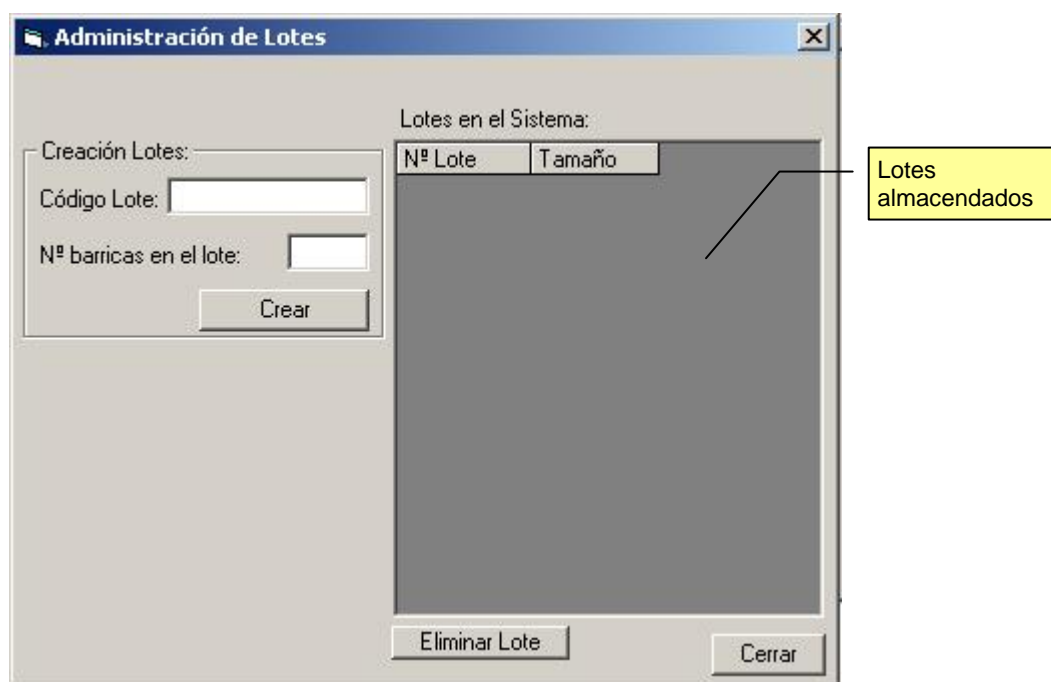 Administración de Lotes
Creación Lotes:
Código Lote:
Nº barricas en el lote:
Crear
Lotes en el Sistema:
Nº Lote Tamaño
Eliminar Lote
Cerrar
Lotes
almacendados